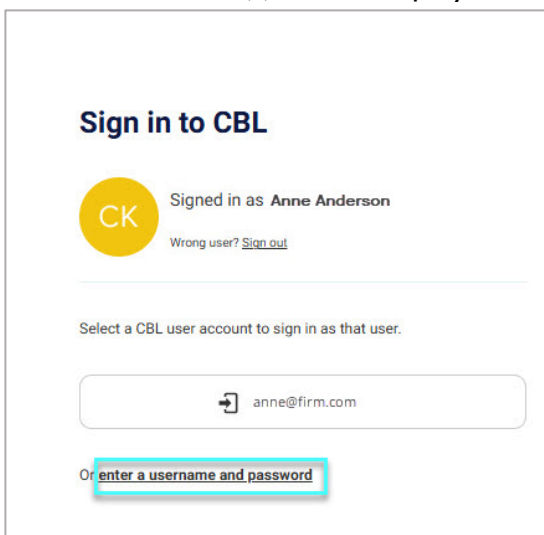 Sign in to CBL
CK
Signed in as Anne Anderson
Wrong user? Sign out
Select a CBL user account to sign in as that user.
anne@firm.com
Or enter a username and password